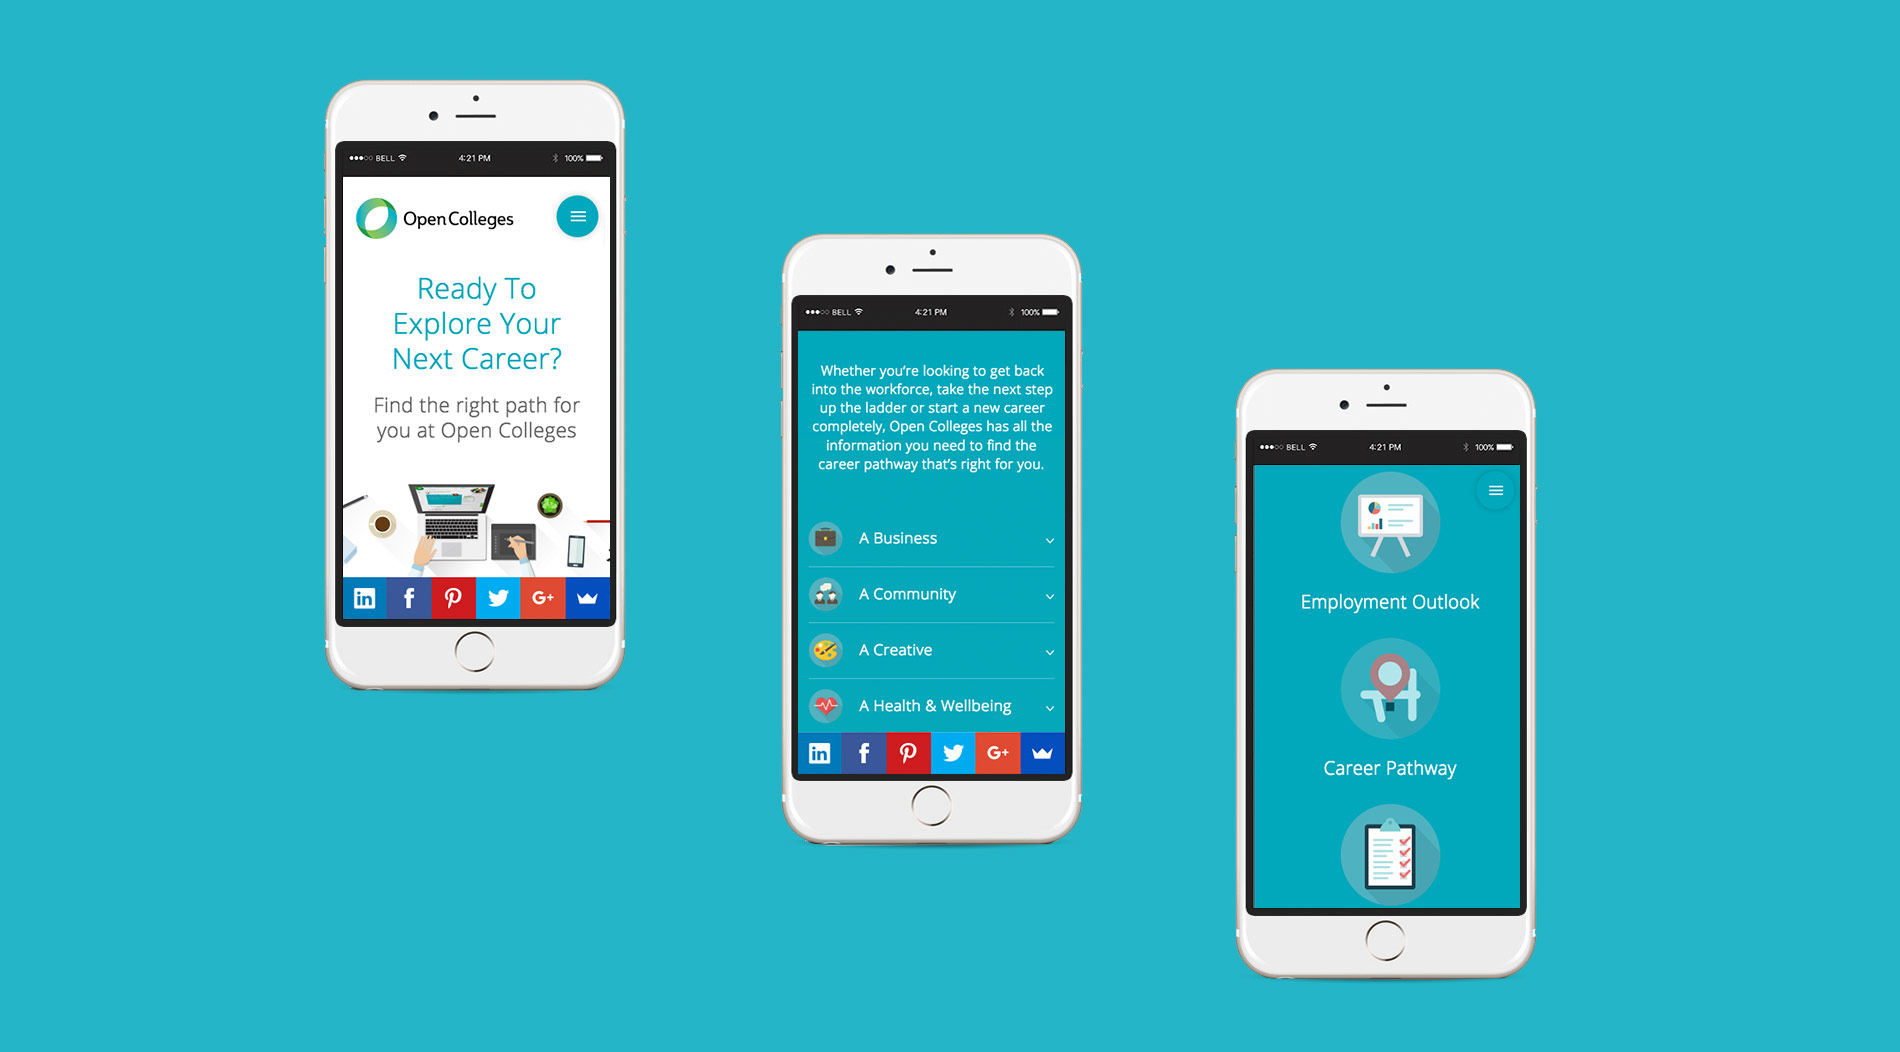 BELL 4:21 PM 100%
Open Colleges
Ready To
Explore Your
Next Career?
Find the right path for
you at Open Colleges
in f G+
BELL 4:21 PM 100%
Whether you're looking to get back
into the workforce, take the next step
up the ladder or start a new career
completely, Open Colleges has all the
information you need to find the
career pathway that's right for you.
A Business
A Community
A Creative
A Health & Wellbeing
in f G+
BELL 4:21 PM 100%
Employment Outlook
Career Pathway